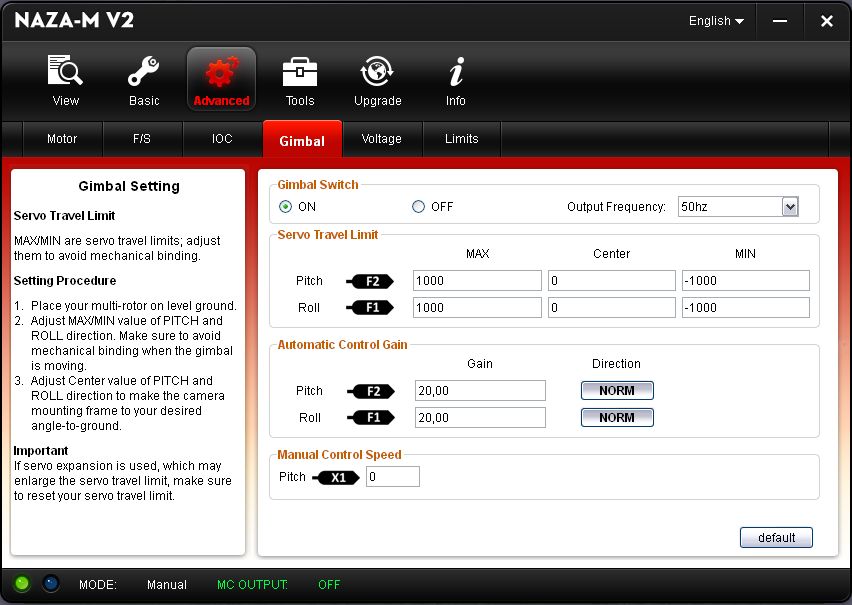 NAZA-M V2
English
View
Basic
Advanced
Tools
Upgrade
Info
Motor
F/S
IOC
Gimbal
Voltage
Limits
Gimbal Setting
Servo Travel Limit
MAX/MIN are servo travel limits; adjust
them to avoid mechanical binding.
Setting Procedure
1. Place your multi-rotor on level ground.
2. Adjust MAX/MIN value of PITCH and
ROLL direction. Make sure to avoid
mechanical binding when the gimbal
is moving.
3. Adjust Center value of PITCH and
ROLL direction to make the camera
mounting frame to your desired
angle-to-ground.
Important
If servo expansion is used, which may
enlarge the servo travel limit, make sure
to reset your servo travel limit.
Gimbal Switch
ON OFF Output Frequency: 50hz
Servo Travel Limit
MAX Center MIN
Pitch F2 1000 0 -1000
Roll F1 1000 0 -1000
Automatic Control Gain
Gain Direction
Pitch F2 20,00 NORM
Roll F1 20,00 NORM
Manual Control Speed
Pitch X1 0
default
MODE: Manual MC OUTPUT: OFF